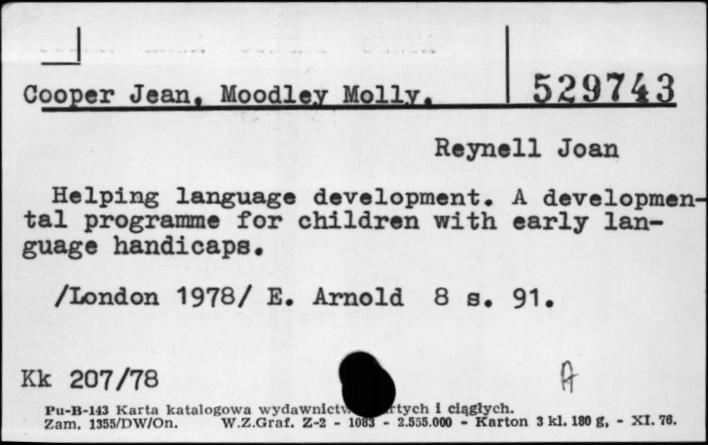 Cooper Jean, Moodley Molly. 529743
Reynell Joan
Helping language development. A developmen-
tal programme for children with early lan-
guage handicaps.
/London 1978/ E. Arnold 8 s. 91.
Kk 207/78 A
Pu-B-143 Karta katalogowa wydawnictw i ciągłych.
Zam. 1355/DW/On. W.Z.Graf. Z-2 - 1083 - 2.555.000 - Karton 3 kl. 180 g, - XI. 76.